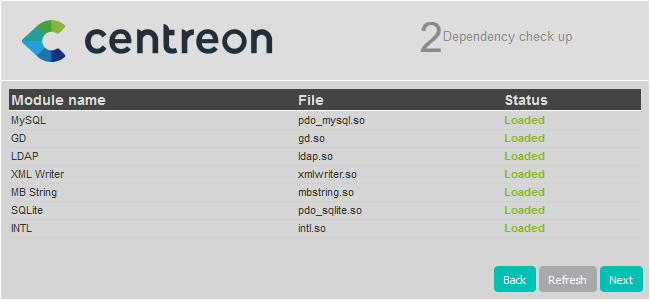 centreon
2 Dependency check up
Module name File Status
MySQL pdo_mysql.so Loaded
GD gd.so Loaded
LDAP ldap.so Loaded
XML Writer xmlwriter.so Loaded
MB String mbstring.so Loaded
SQLite pdo_sqlite.so Loaded
INTL intl.so Loaded
Back Refresh Next